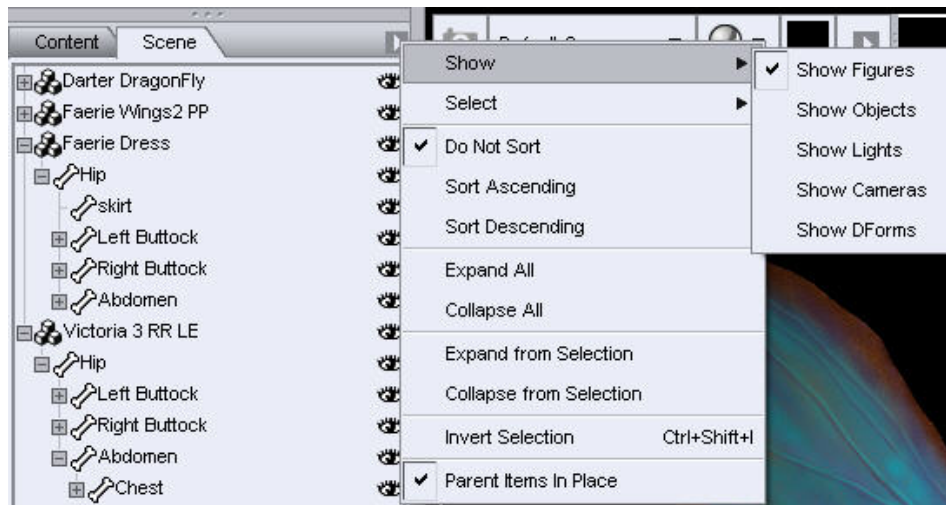 Content Scene
Darter DragonFly
Faerie Wings2 PP
Faerie Dress
Hip
skirt
Left Buttock
Right Buttock
Abdomen
Victoria 3 RR LE
Hip
Left Buttock
Right Buttock
Abdomen
Chest
Show
Select
Do Not Sort
Sort Ascending
Sort Descending
Expand All
Collapse All
Expand from Selection
Collapse from Selection
Invert Selection Ctrl+Shift+I
Parent Items In Place
Show Figures
Show Objects
Show Lights
Show Cameras
Show DForms